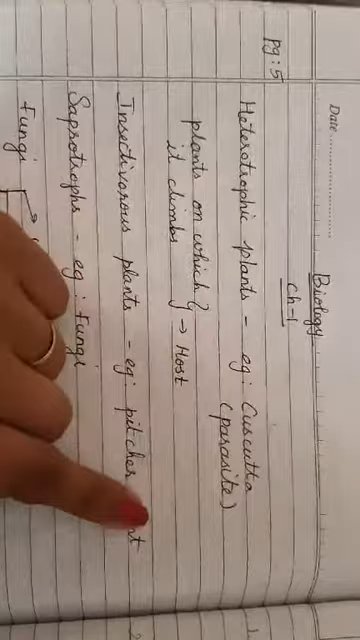 Date
Biology
ch-1
pg:5
Heterotrophic plants - eg: Cuscutta
(parasite)
plants on which } → Host
it climbs
Insectivorous plants - eg: pitcher
Saprotrophs - eg: Fungi
Fungi